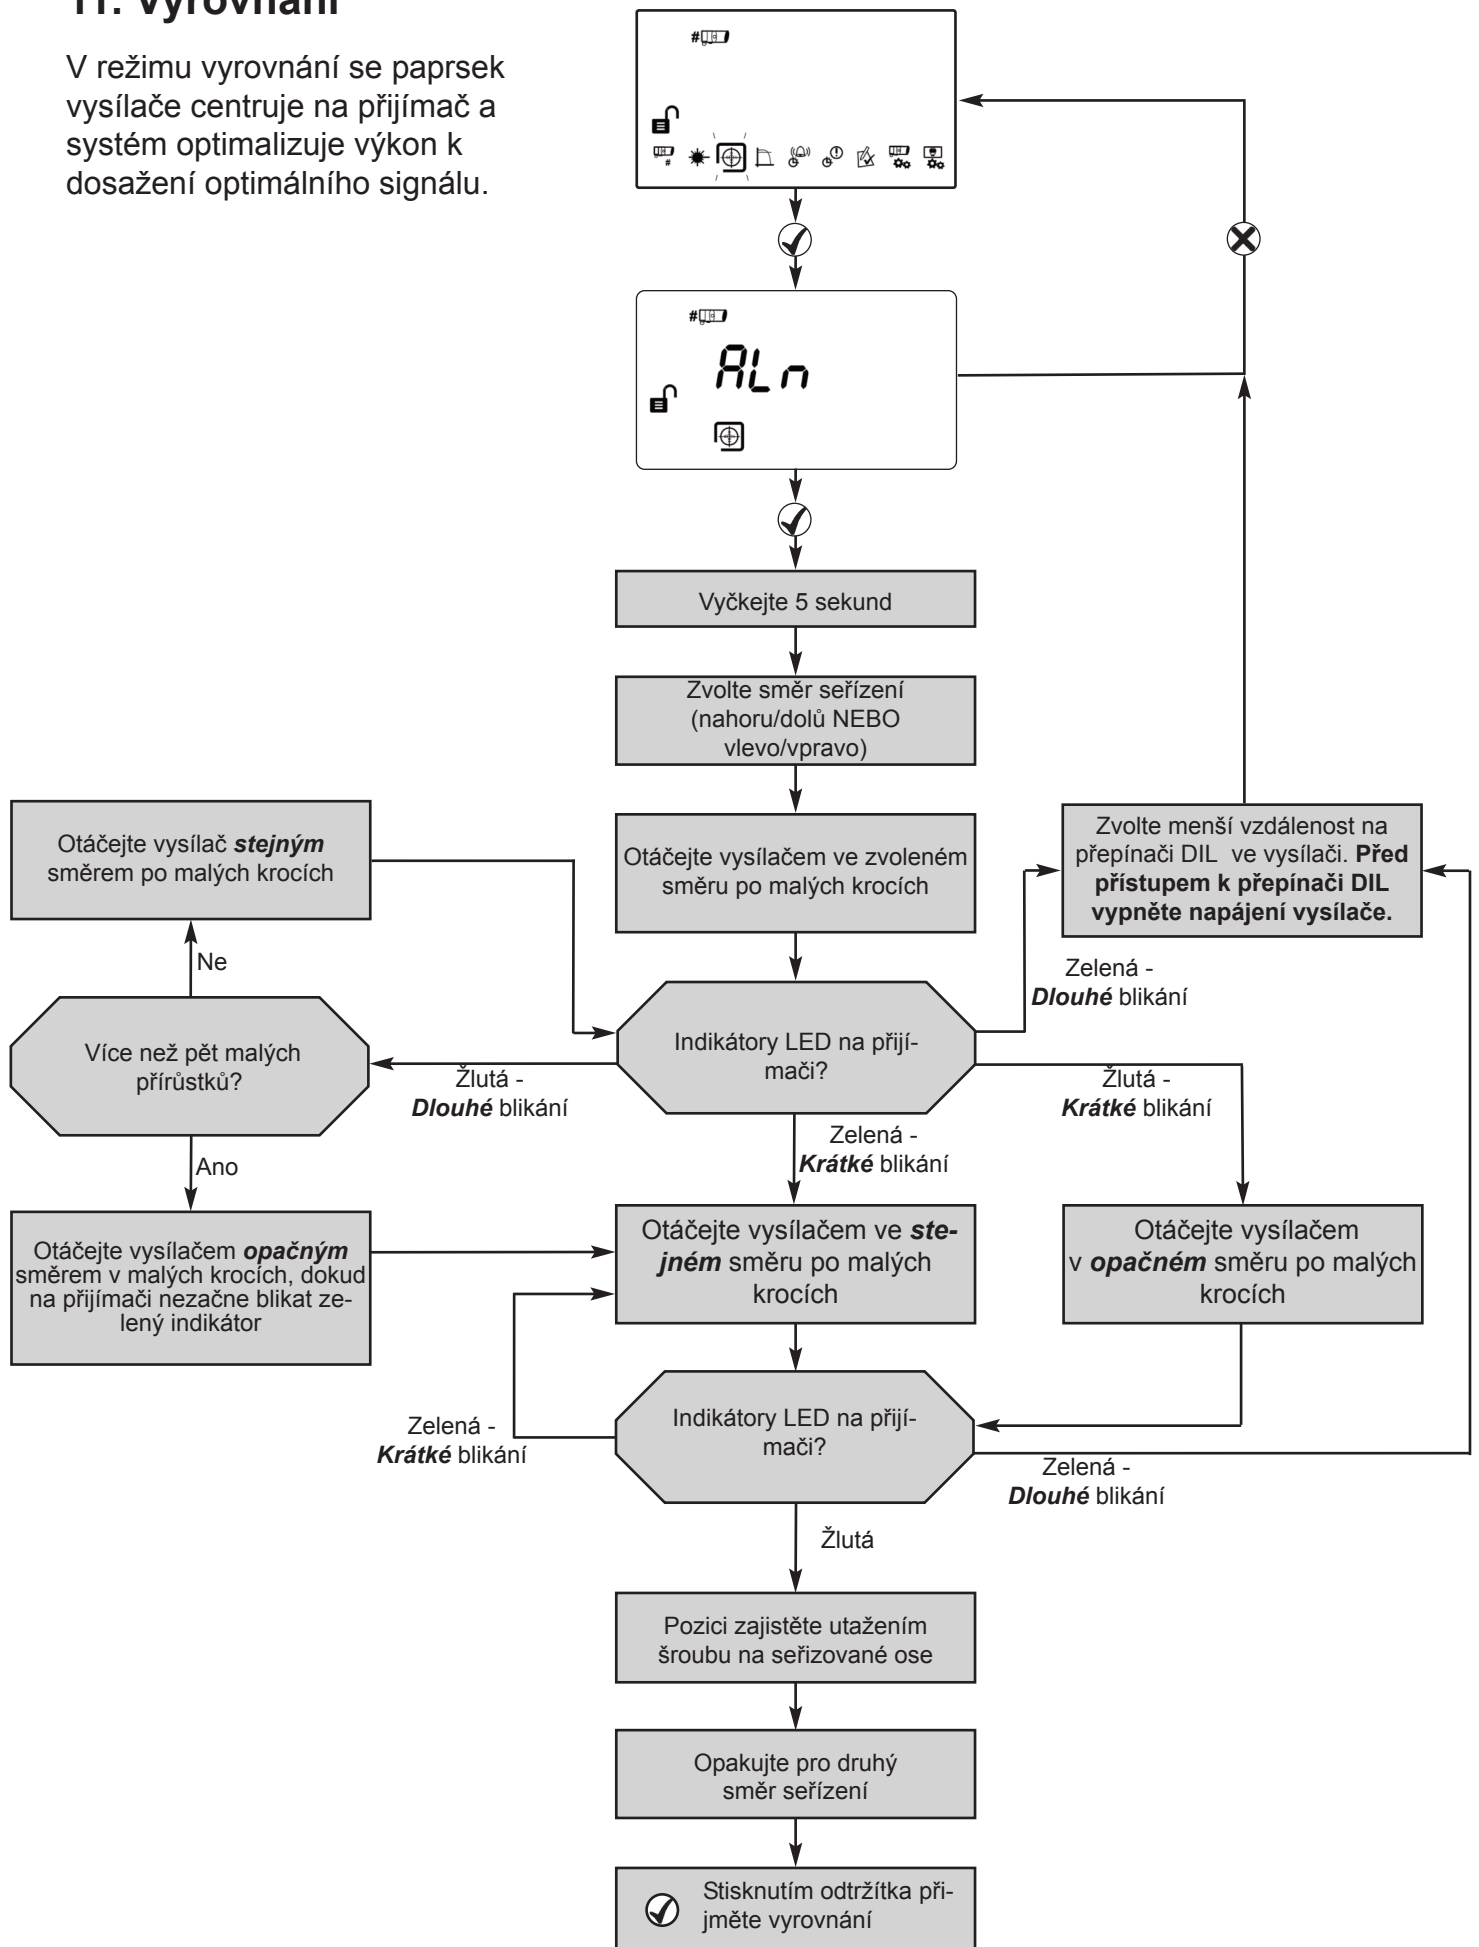 11. Vyrovnání
V režimu vyrovnání se paprsek
vysílače centruje na přijímač a
systém optimalizuje výkon k
dosažení optimálního signálu.
#
#
#
ALn
Vyčkejte 5 sekund
Zvolte směr seřízení
(nahoru/dolů NEBO
vlevo/vpravo)
Otáčejte vysílač stejným
směrem po malých krocích
Otáčejte vysílačem ve zvoleném
směru po malých krocích
Zvolte menší vzdálenost na
přepínači DIL ve vysílači. Před
přístupem k přepínači DIL
vypněte napájení vysílače.
Ne
Zelená -
Dlouhé blikání
Více než pět malých
přírůstků?
Indikátory LED na přijí-
mači?
Žlutá -
Dlouhé blikání
Žlutá -
Krátké blikání
Zelená -
Krátké blikání
Ano
Otáčejte vysílačem opačným
směrem v malých krocích, dokud
na přijímači nezačne blikat ze-
lený indikátor
Otáčejte vysílačem ve ste-
jném směru po malých
krocích
Otáčejte vysílačem
v opačném směru po malých
krocích
Indikátory LED na přijí-
mači?
Zelená -
Krátké blikání
Zelená -
Dlouhé blikání
Žlutá
Pozici zajistěte utažením
šroubu na seřizované ose
Opakujte pro druhý
směr seřízení
Stisknutím odtržítka při-
jměte vyrovnání